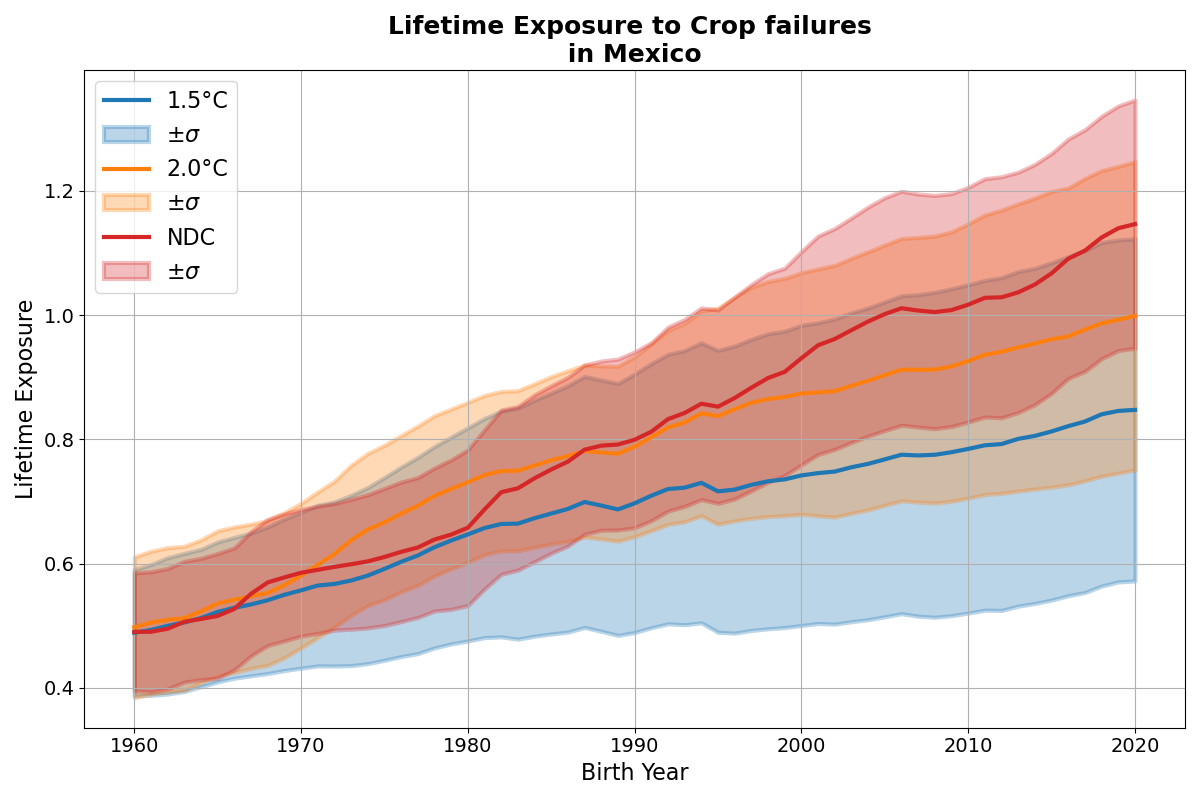 Lifetime Exposure to Crop failures
in Mexico
1.5°C
±σ
2.0°C
±σ
NDC
±σ
Lifetime Exposure
1.2
1.0
0.8
0.6
0.4
1960 1970 1980 1990 2000 2010 2020
Birth Year